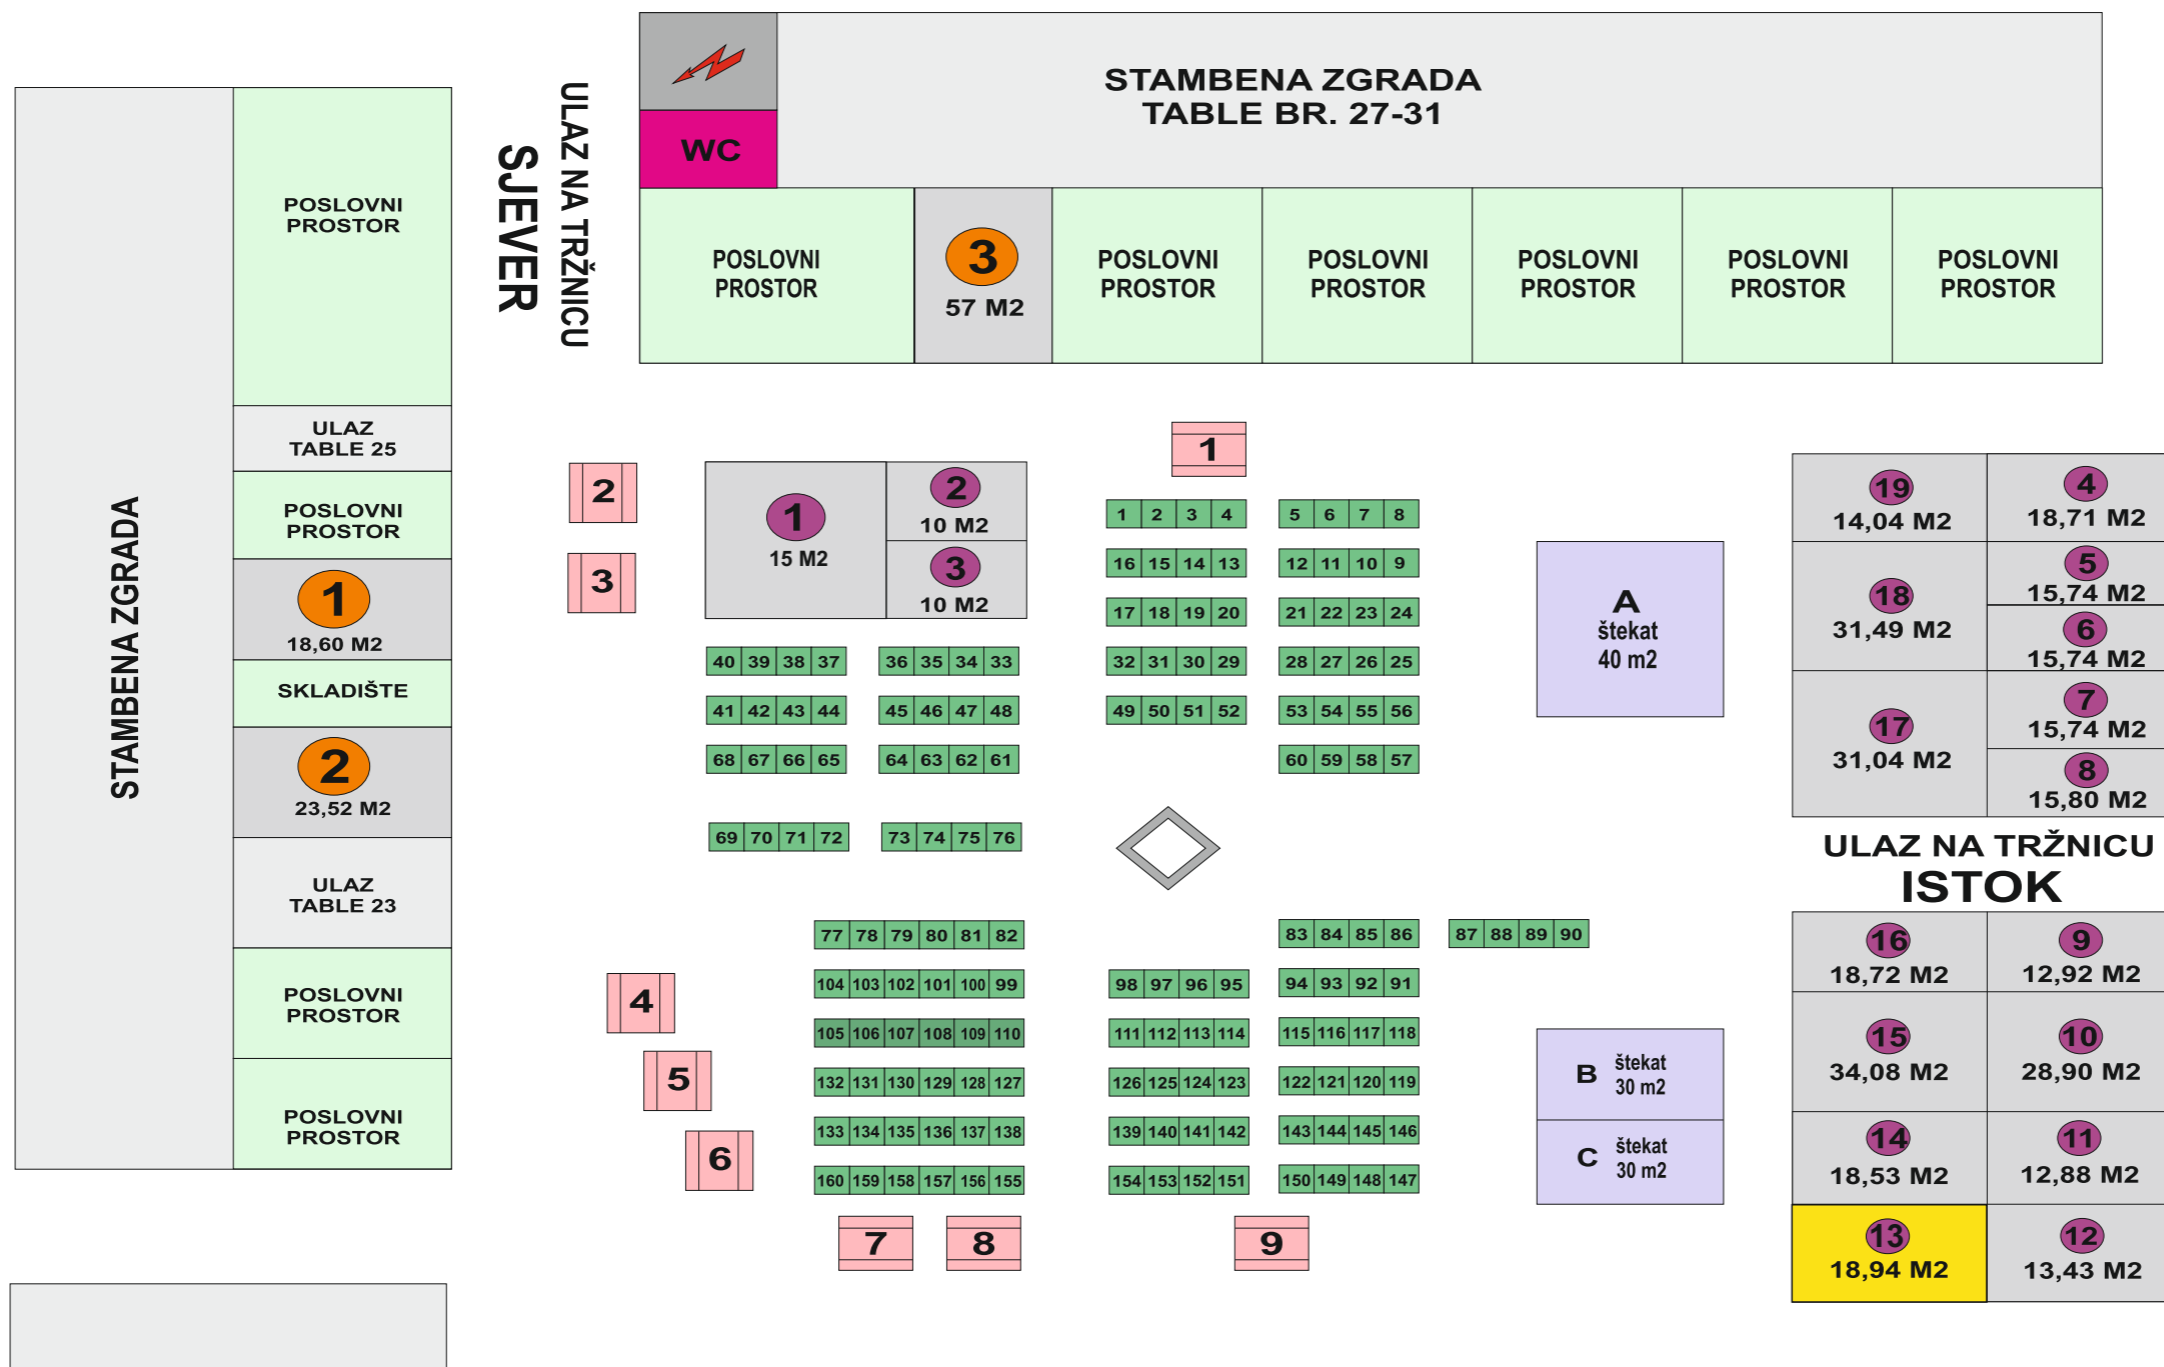 STAMBENA ZGRADA
TABLE BR. 27-31
WC
ULAZ NA TRŽNICU
SJEVER
POSLOVNI
PROSTOR
3
57 M2
POSLOVNI
PROSTOR
POSLOVNI
PROSTOR
POSLOVNI
PROSTOR
POSLOVNI
PROSTOR
POSLOVNI
PROSTOR
STAMBENA ZGRADA
POSLOVNI
PROSTOR
ULAZ
TABLE 25
POSLOVNI
PROSTOR
1
18,60 M2
SKLADIŠTE
2
23,52 M2
ULAZ
TABLE 23
POSLOVNI
PROSTOR
POSLOVNI
PROSTOR
1
2
3
1
15 M2
2
10 M2
3
10 M2
1 2 3 4
5 6 7 8
16 15 14 13
12 11 10 9
17 18 19 20
21 22 23 24
32 31 30 29
28 27 26 25
49 50 51 52
53 54 55 56
60 59 58 57
40 39 38 37
36 35 34 33
41 42 43 44
45 46 47 48
68 67 66 65
64 63 62 61
69 70 71 72
73 74 75 76
77 78 79 80 81 82
83 84 85 86
87 88 89 90
104 103 102 101 100 99
98 97 96 95
94 93 92 91
105 106 107 108 109 110
111 112 113 114
115 116 117 118
132 131 130 129 128 127
126 125 124 123
122 121 120 119
133 134 135 136 137 138
139 140 141 142
143 144 145 146
160 159 158 157 156 155
154 153 152 151
150 149 148 147
4
5
6
7
8
9
A
štekat
40 m2
B
štekat
30 m2
C
štekat
30 m2
19
14,04 M2
4
18,71 M2
18
31,49 M2
5
15,74 M2
6
15,74 M2
17
31,04 M2
7
15,74 M2
8
15,80 M2
ULAZ NA TRŽNICU
ISTOK
16
18,72 M2
9
12,92 M2
15
34,08 M2
10
28,90 M2
14
18,53 M2
11
12,88 M2
13
18,94 M2
12
13,43 M2